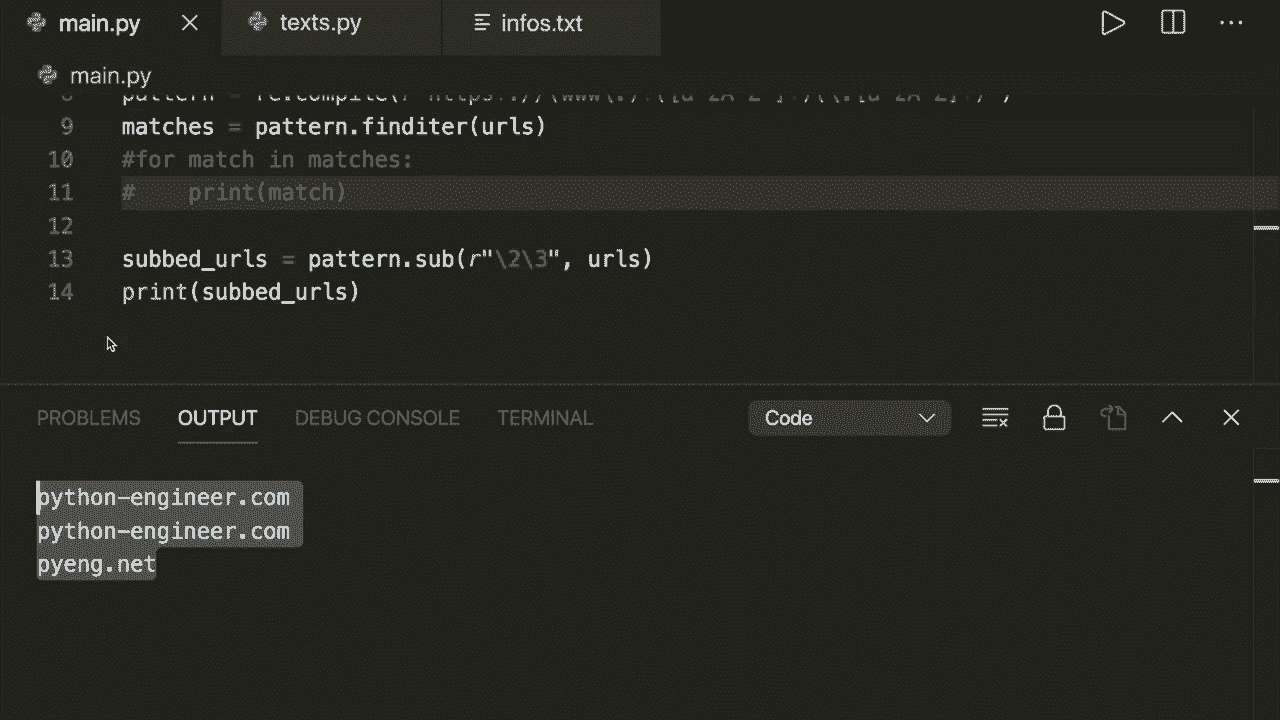 main.py
texts.py
infos.txt
main.py
9 matches = pattern.finditer(urls)
10 #for match in matches:
11 #    print(match)
12
13 subbed_urls = pattern.sub(r"\2\3", urls)
14 print(subbed_urls)
PROBLEMS OUTPUT DEBUG CONSOLE TERMINAL Code
python-engineer.com
python-engineer.com
pyeng.net